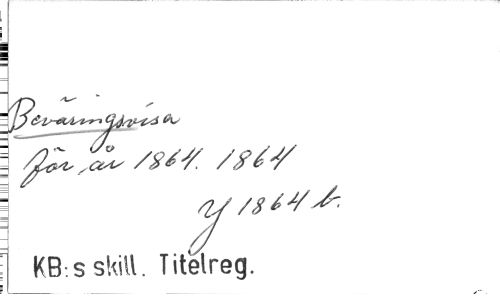 Beväringsvisa
för år 1864. 1864
Y 1864 b.
KB:s skill. Titelreg.